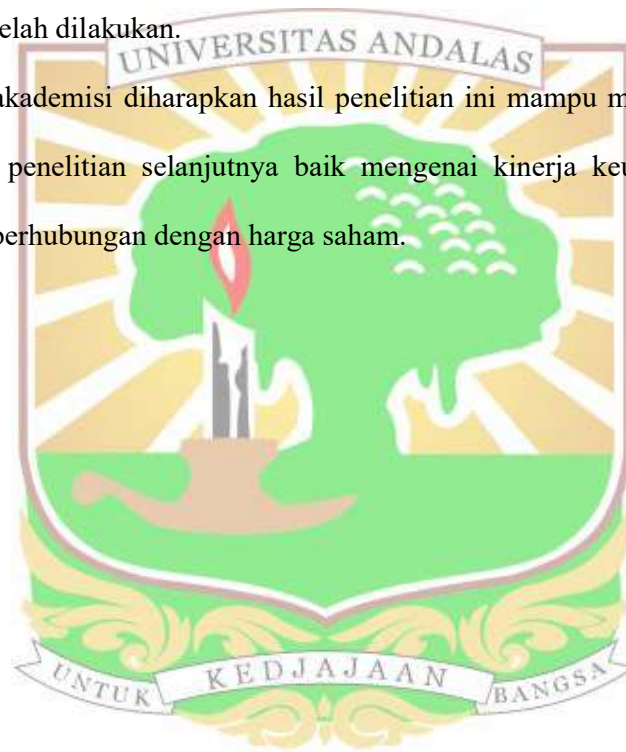 elah dilakukan.
UNIVERSITAS ANDALAS
akademisi diharapkan hasil penelitian ini mampu m
penelitian selanjutnya baik mengenai kinerja keu
berhubungan dengan harga saham.
UNTUK KEDJAJAAN BANGSA